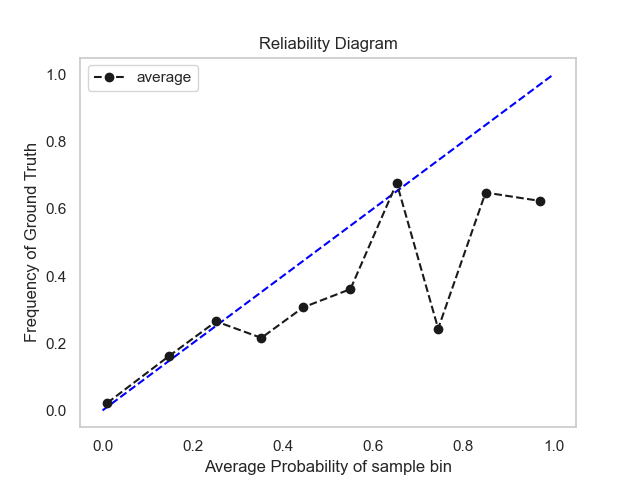 Reliability Diagram
average
Frequency of Ground Truth
1.0
0.8
0.6
0.4
0.2
0.0
0.0 0.2 0.4 0.6 0.8 1.0
Average Probability of sample bin